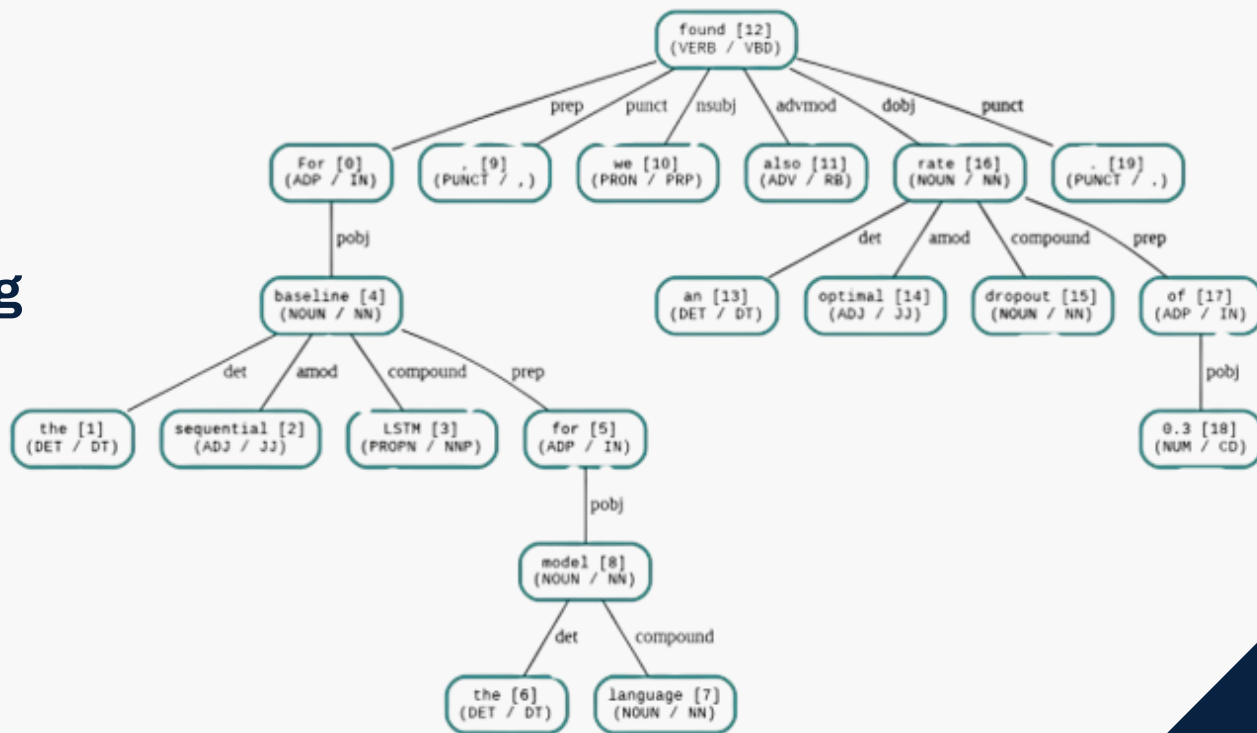 found [12]
(VERB / VBD)
prep
punct
nsubj
advmod
dobj
punct
For [0]
(ADP / IN)
, [9]
(PUNCT / ,)
we [10]
(PRON / PRP)
also [11]
(ADV / RB)
rate [16]
(NOUN / NN)
. [19]
(PUNCT / .)
pobj
det
amod
compound
prep
g
baseline [4]
(NOUN / NN)
an [13]
(DET / DT)
optimal [14]
(ADJ / JJ)
dropout [15]
(NOUN / NN)
of [17]
(ADP / IN)
det
amod
compound
prep
pobj
the [1]
(DET / DT)
sequential [2]
(ADJ / JJ)
LSTM [3]
(PROPN / NNP)
for [5]
(ADP / IN)
0.3 [18]
(NUM / CD)
pobj
model [8]
(NOUN / NN)
det
compound
the [6]
(DET / DT)
language [7]
(NOUN / NN)